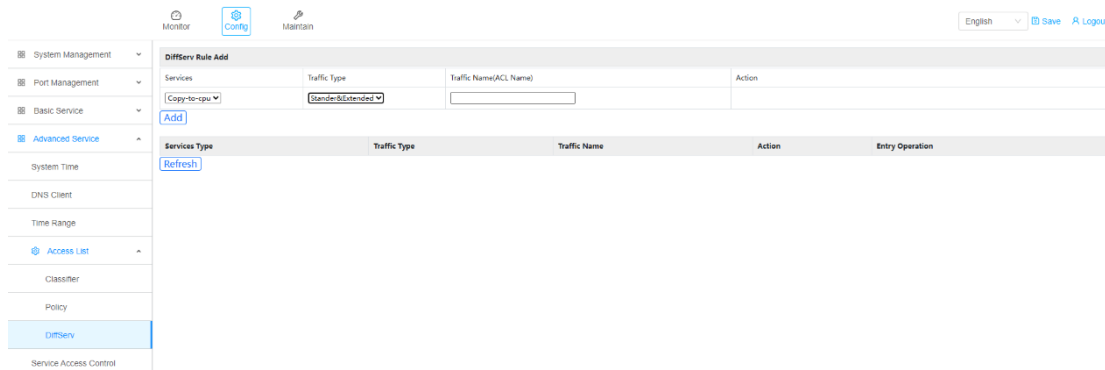 Monitor Config Maintain English Save Logou
System Management
Port Management
Basic Service
Advanced Service
System Time
DNS Client
Time Range
Access List
Classifier
Policy
DiffServ
Service Access Control
DiffServ Rule Add
Services Traffic Type Traffic Name(ACL Name) Action
Copy-to-cpu Stander&Extended
Add
Services Type Traffic Type Traffic Name Action Entry Operation
Refresh